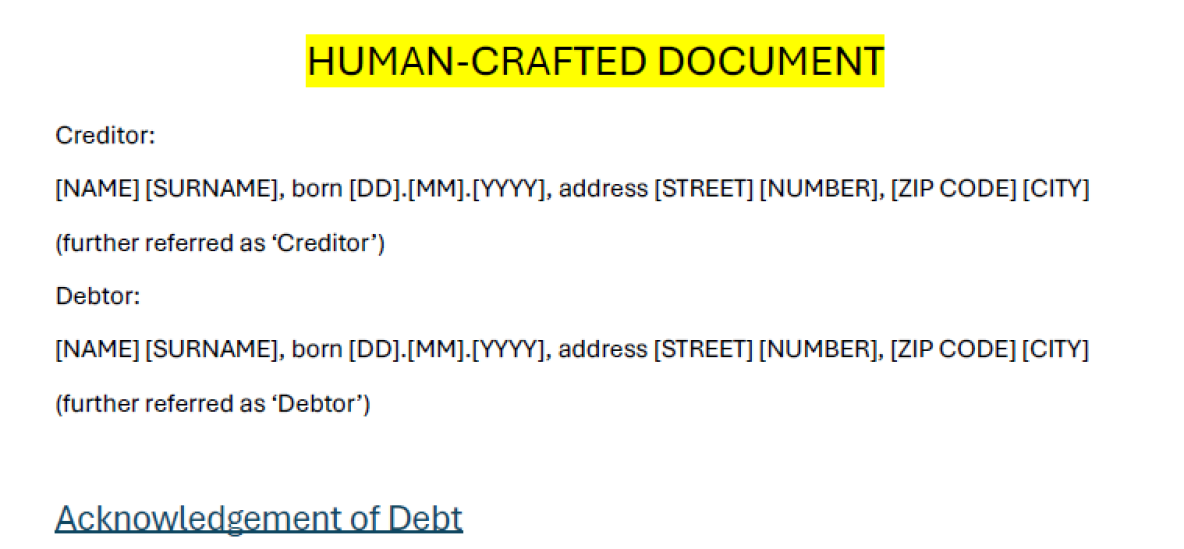 HUMAN-CRAFTED DOCUMENT
Creditor:
[NAME] [SURNAME], born [DD].[MM].[YYYY], address [STREET] [NUMBER], [ZIP CODE] [CITY]
(further referred as ‘Creditor’)
Debtor:
[NAME] [SURNAME], born [DD].[MM].[YYYY], address [STREET] [NUMBER], [ZIP CODE] [CITY]
(further referred as ‘Debtor’)
Acknowledgement of Debt